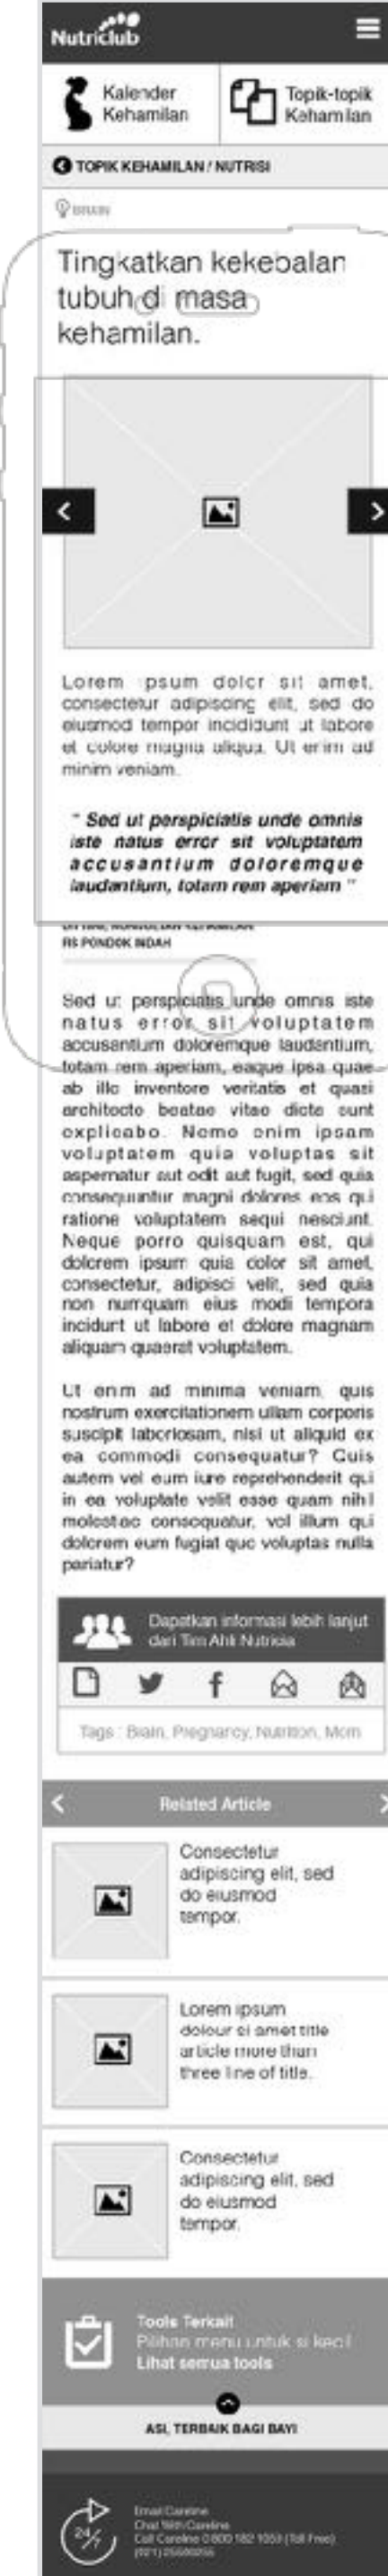 Nutriclub
Kalender
Kehamilan
Topik-topik
Kehamilan
TOPIK KEHAMILAN / NUTRISI
BRAIN
Tingkatkan kekebalan
tubuh di masa
kehamilan.
Lorem ipsum dolor sit amet,
consectetur adipiscing elit, sed do
eiusmod tempor incididunt ut labore
et dolore magna aliqua. Ut enim ad
minim veniam.
" Sed ut perspiciatis unde omnis
iste natus error sit voluptatem
accusantium doloremque
laudantium, totam rem aperiam "
RS PONDOK INDAH
Sed ut perspiciatis unde omnis iste
natus error sit voluptatem
accusantium doloremque laudantium,
totam rem aperiam, eaque ipsa quae
ab illo inventore veritatis et quasi
architecto beatae vitae dicta sunt
explicabo. Nemo enim ipsam
voluptatem quia voluptas sit
aspernatur aut odit aut fugit, sed quia
consequuntur magni dolores eos qui
ratione voluptatem sequi nesciunt.
Neque porro quisquam est, qui
dolorem ipsum quia dolor sit amet,
consectetur, adipisci velit, sed quia
non numquam eius modi tempora
incidunt ut labore et dolore magnam
aliquam quaerat voluptatem.
Ut enim ad minima veniam, quis
nostrum exercitationem ullam corporis
suscipit laboriosam, nisi ut aliquid ex
ea commodi consequatur? Quis
autem vel eum iure reprehenderit qui
in ea voluptate velit esse quam nihil
molestiae consequatur, vel illum qui
dolorem eum fugiat quo voluptas nulla
pariatur?
Dapatkan informasi lebih lanjut
dari Tim Ahli Nutrisia
Tags : Brain, Pregnancy, Nutrition, Mom
Related Article
Consectetur
adipiscing elit, sed
do eiusmod
tempor.
Lorem ipsum
dolour si amet title
article more than
three line of title.
Consectetur
adipiscing elit, sed
do eiusmod
tempor.
Tools Terkait
Pilihan menu untuk si kecil
Lihat semua tools
ASI, TERBAIK BAGI BAYI
24/7
Email Careline
Chat With Careline
Call Careline 0 800 182 1053 (Toll Free)